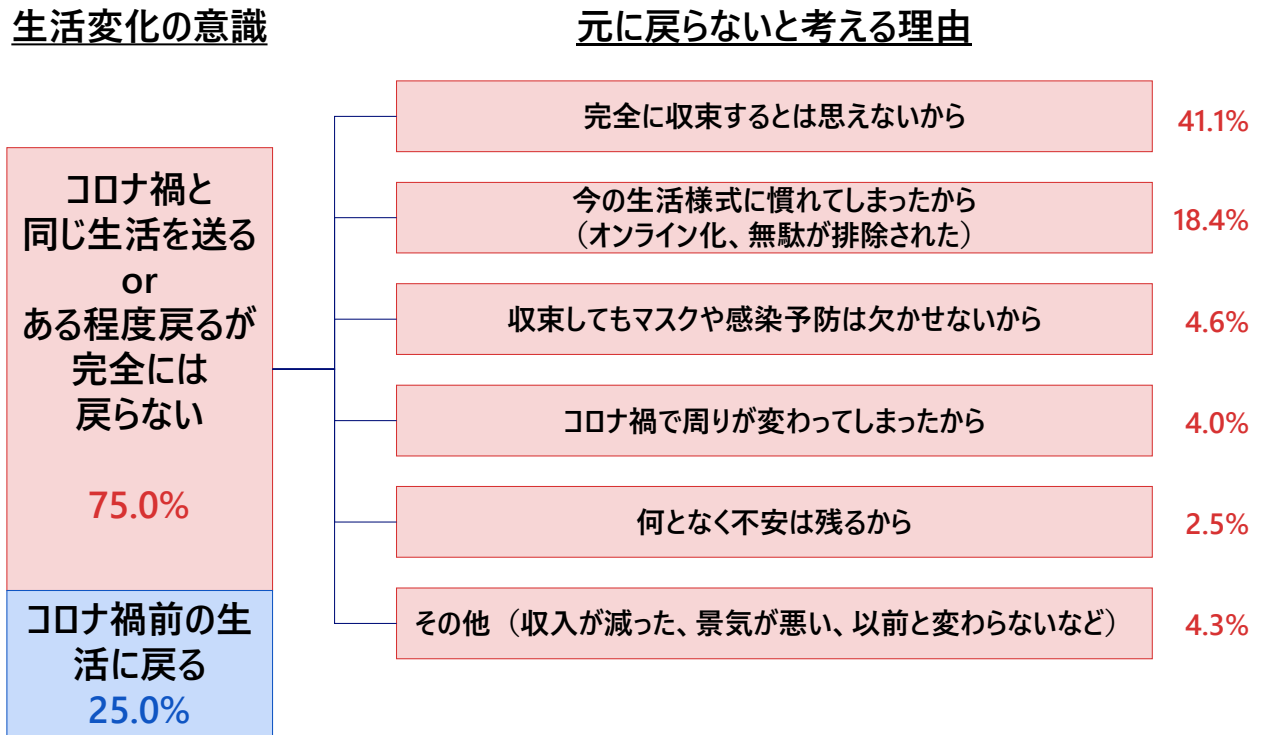 生活変化の意識
元に戻らないと考える理由
コロナ禍と
同じ生活を送る
or
ある程度戻るが
完全には
戻らない
75.0%
コロナ禍前の生
活に戻る
25.0%
完全に収束するとは思えないから
41.1%
今の生活様式に慣れてしまったから
（オンライン化、無駄が排除された）
18.4%
収束してもマスクや感染予防は欠かせないから
4.6%
コロナ禍で周りが変わってしまったから
4.0%
何となく不安は残るから
2.5%
その他（収入が減った、景気が悪い、以前と変わらないなど）
4.3%